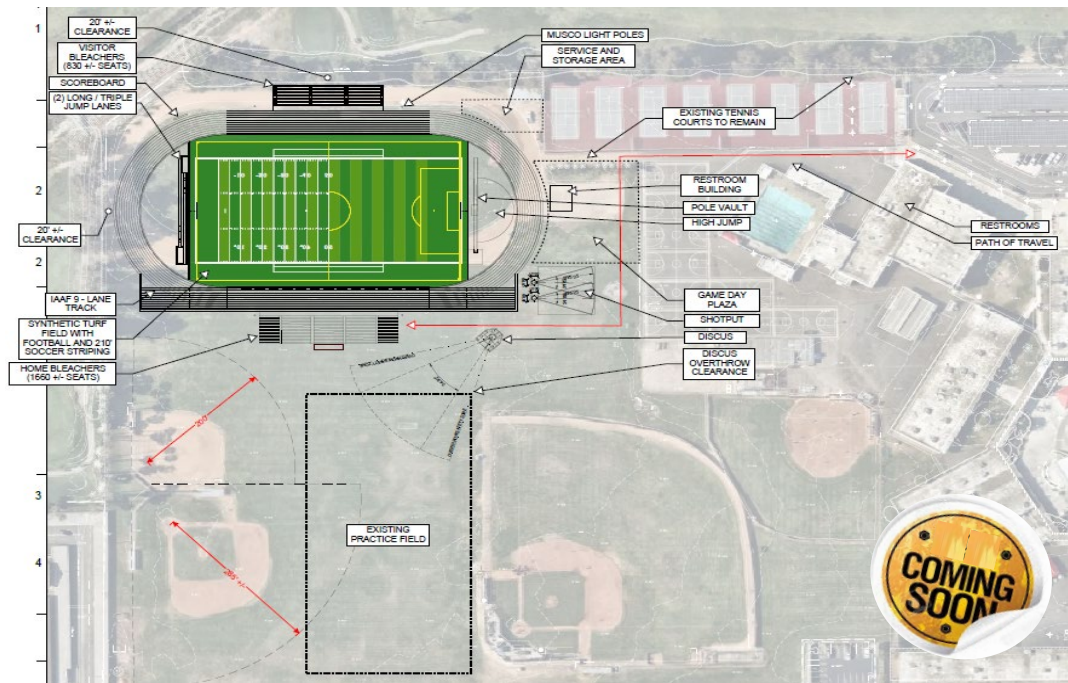 1
2
2
3
4
20' +/-
CLEARANCE
VISITOR
BLEACHERS
(830 +/- SEATS)
SCOREBOARD
(2) LONG / TRIPLE
JUMP LANES
20' +/-
CLEARANCE
IAAF 9 - LANE
TRACK
SYNTHETIC TURF
FIELD WITH
FOOTBALL AND 210'
SOCCER STRIPING
HOME BLEACHERS
(1660 +/- SEATS)
MUSCO LIGHT POLES
SERVICE AND
STORAGE AREA
EXISTING TENNIS
COURTS TO REMAIN
RESTROOM
BUILDING
POLE VAULT
HIGH JUMP
RESTROOMS
PATH OF TRAVEL
GAME DAY
PLAZA
SHOTPUT
DISCUS
DISCUS
OVERTHROW
CLEARANCE
200'
EXISTING
PRACTICE FIELD
COMING
SOON